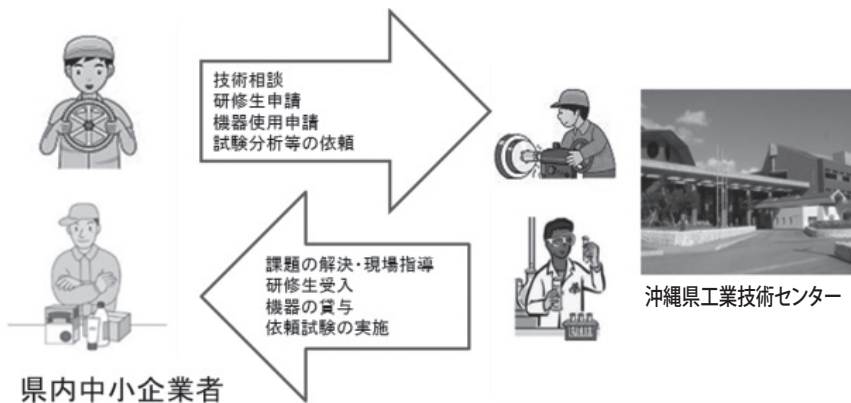 技術相談
研修生申請
機器使用申請
試験分析等の依頼
課題の解決・現場指導
研修生受入
機器の貸与
依頼試験の実施
沖縄県工業技術センター
県内中小企業者